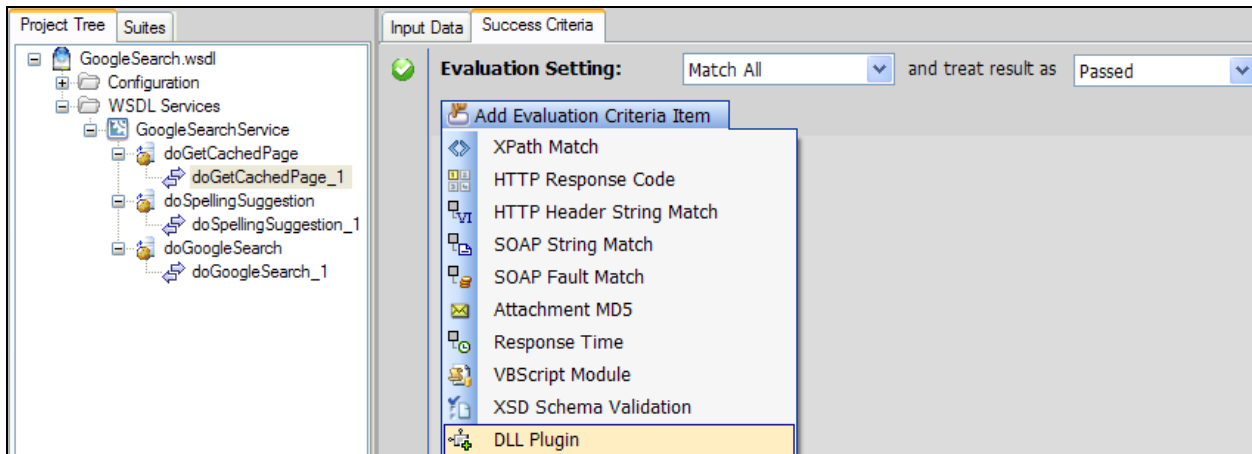 Project Tree Suites
GoogleSearch.wsdl
Configuration
WSDL Services
GoogleSearchService
doGetCachedPage
doGetCachedPage_1
doSpellingSuggestion
doSpellingSuggestion_1
doGoogleSearch
doGoogleSearch_1
Input Data Success Criteria
Evaluation Setting: Match All and treat result as Passed
Add Evaluation Criteria Item
XPath Match
HTTP Response Code
HTTP Header String Match
SOAP String Match
SOAP Fault Match
Attachment MD5
Response Time
VBScript Module
XSD Schema Validation
DLL Plugin